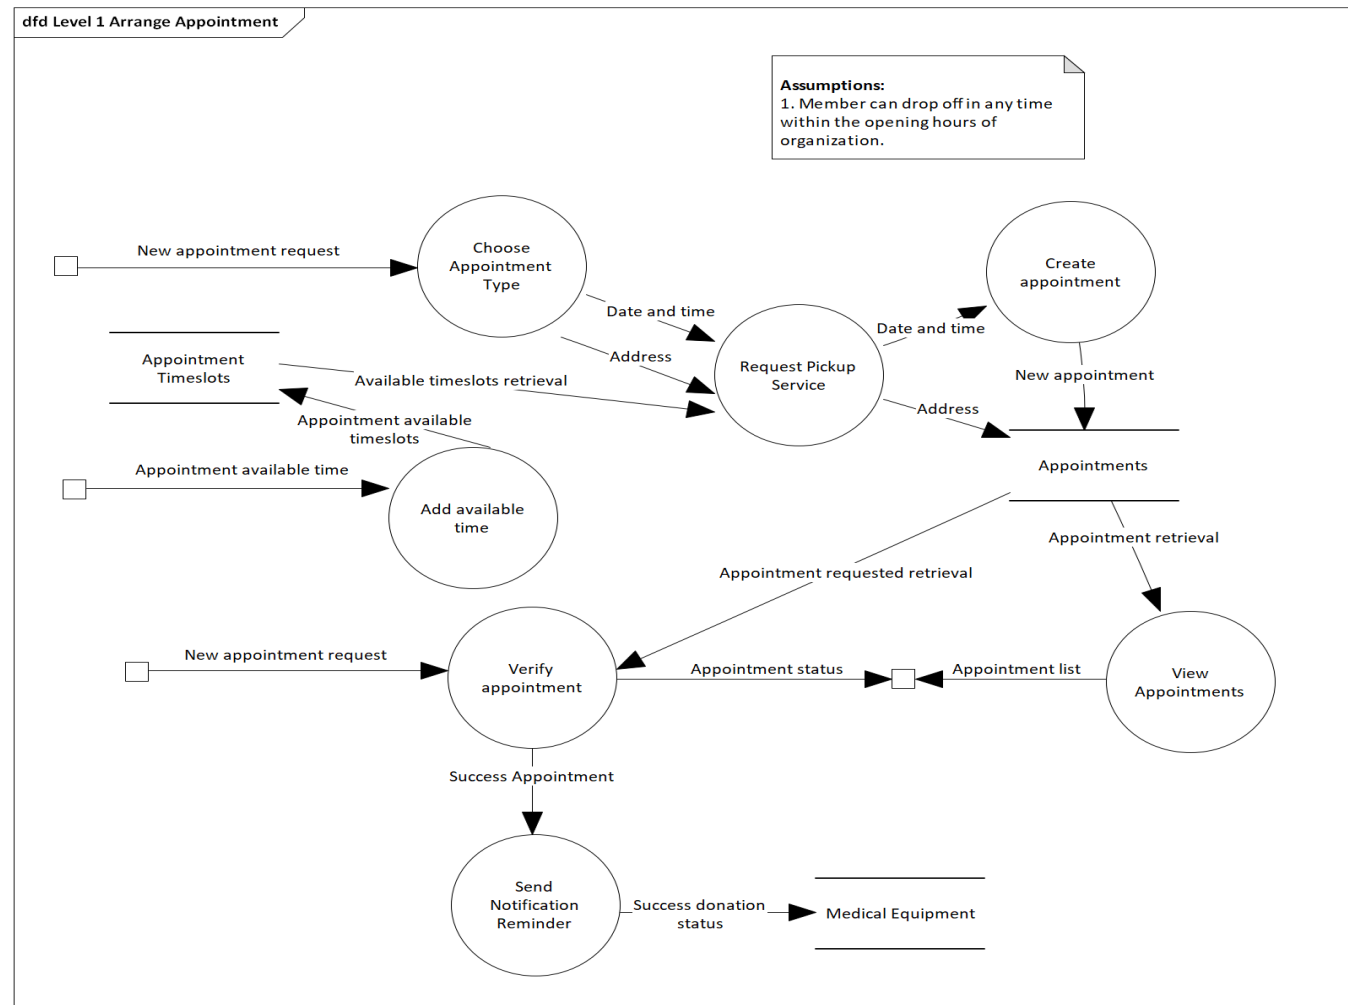 dfd Level 1 Arrange Appointment
Assumptions:
1. Member can drop off in any time
within the opening hours of
organization.
New appointment request
Choose
Appointment
Type
Create
appointment
Date and time
Date and time
Address
Request Pickup
Service
Appointment
Timeslots
Available timeslots retrieval
New appointment
Address
Appointment available
timeslots
Appointment available time
Add available
time
Appointments
Appointment retrieval
Appointment requested retrieval
New appointment request
Verify
appointment
Appointment status
Appointment list
View
Appointments
Success Appointment
Send
Notification
Reminder
Success donation
status
Medical Equipment